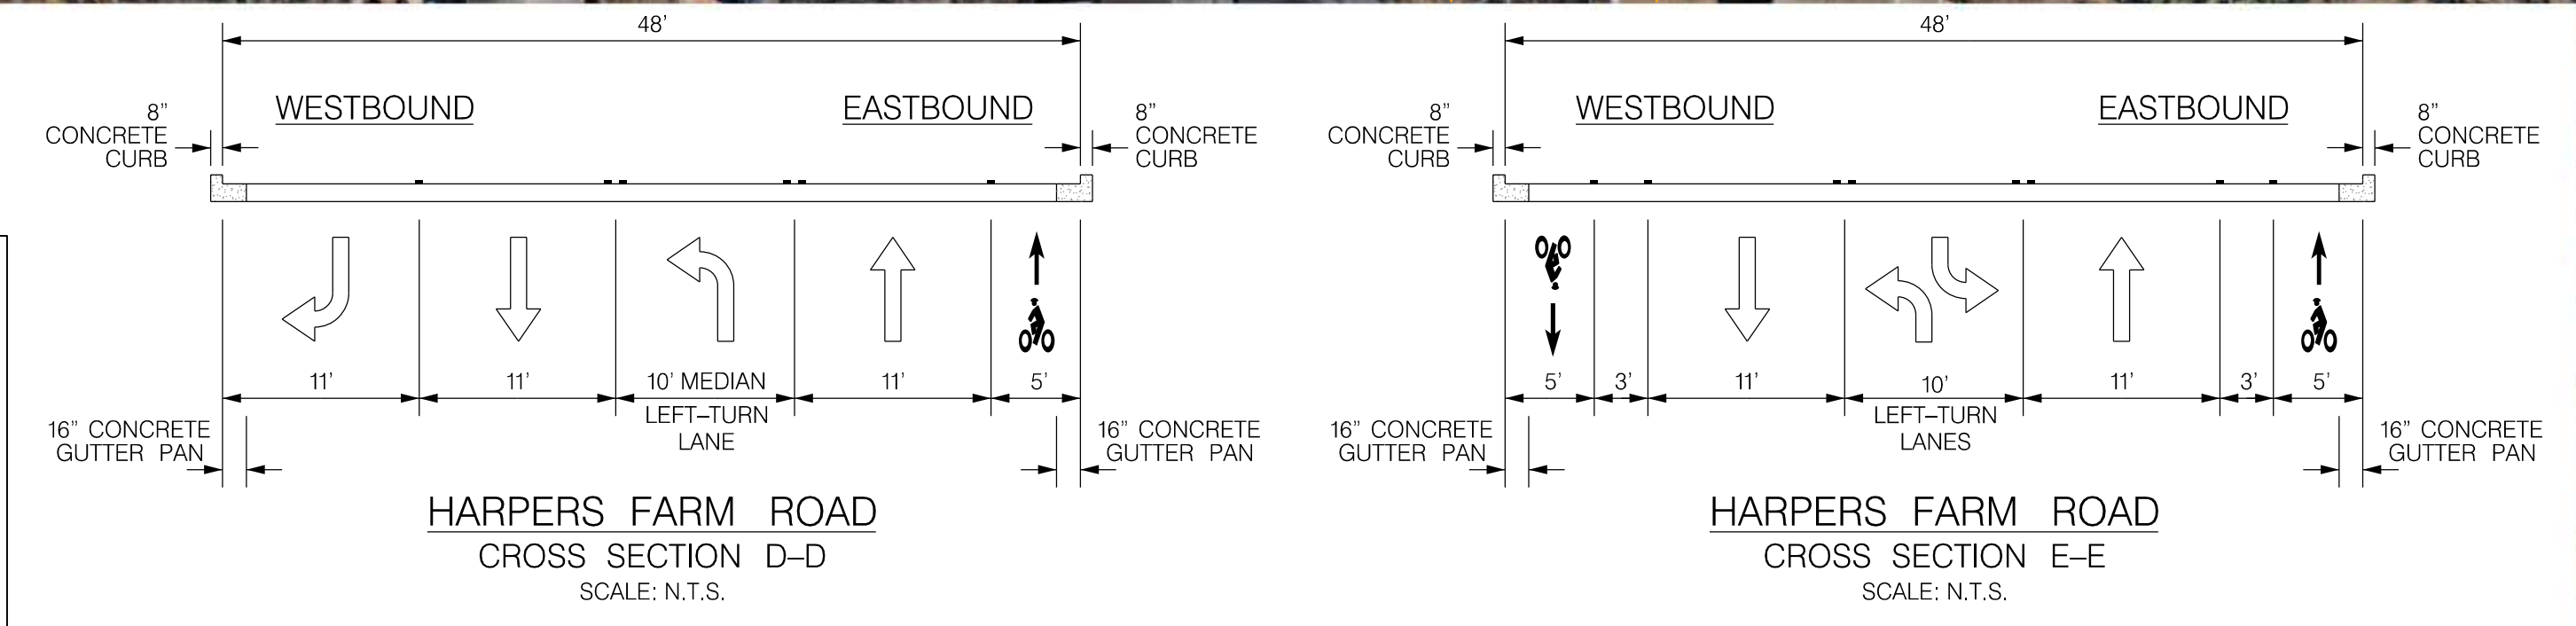 48'
WESTBOUND
EASTBOUND
8"
CONCRETE
CURB
8"
CONCRETE
CURB
11'
11'
10' MEDIAN
LEFT–TURN
LANE
11'
5'
16" CONCRETE
GUTTER PAN
16" CONCRETE
GUTTER PAN
HARPERS FARM ROAD
CROSS SECTION D–D
SCALE: N.T.S.
48'
WESTBOUND
EASTBOUND
8"
CONCRETE
CURB
8"
CONCRETE
CURB
5'
3'
11'
10'
LEFT–TURN
LANES
11'
3'
5'
16" CONCRETE
GUTTER PAN
16" CONCRETE
GUTTER PAN
HARPERS FARM ROAD
CROSS SECTION E–E
SCALE: N.T.S.